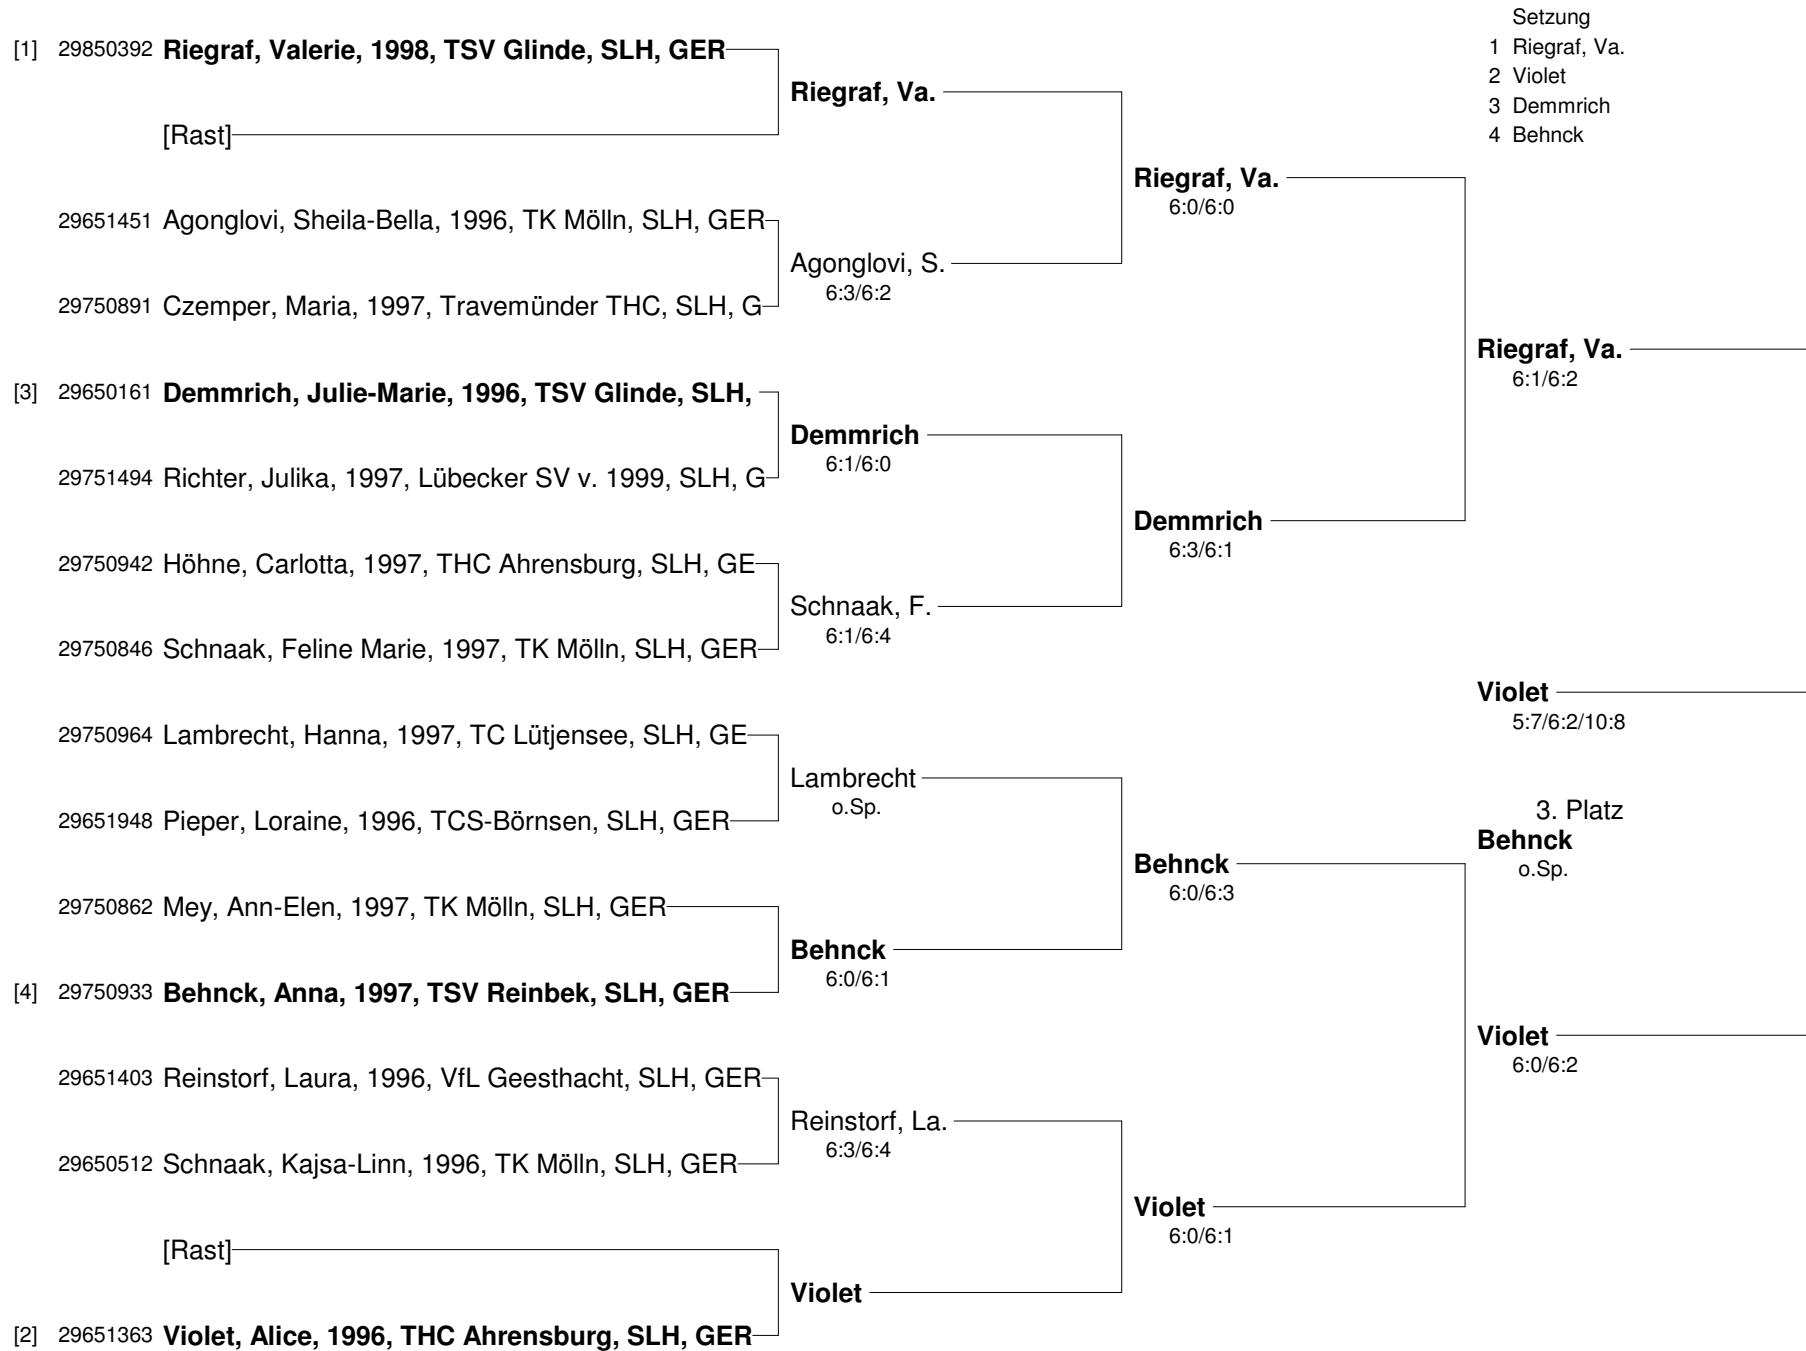 Setzung
1 Riegraf, Va.
2 Violet
3 Demmrich
4 Behnck
[1] 29850392 Riegraf, Valerie, 1998, TSV Glinde, SLH, GER
Riegraf, Va.
[Rast]
Riegraf, Va.
6:0/6:0
29651451 Agonglovi, Sheila-Bella, 1996, TK Mölln, SLH, GER
Agonglovi, S.
6:3/6:2
29750891 Czemper, Maria, 1997, Travemünder THC, SLH, G
Riegraf, Va.
6:1/6:2
[3] 29650161 Demmrich, Julie-Marie, 1996, TSV Glinde, SLH,
Demmrich
6:1/6:0
29751494 Richter, Julika, 1997, Lübecker SV v. 1999, SLH, G
Demmrich
6:3/6:1
29750942 Höhne, Carlotta, 1997, THC Ahrensburg, SLH, GE
Schnaak, F.
6:1/6:4
29750846 Schnaak, Feline Marie, 1997, TK Mölln, SLH, GER
Violet
5:7/6:2/10:8
29750964 Lambrecht, Hanna, 1997, TC Lütjensee, SLH, GE
Lambrecht
o.Sp.
29651948 Pieper, Loraine, 1996, TCS-Börnsen, SLH, GER
3. Platz
Behnck
o.Sp.
Behnck
6:0/6:3
29750862 Mey, Ann-Elen, 1997, TK Mölln, SLH, GER
Behnck
6:0/6:1
[4] 29750933 Behnck, Anna, 1997, TSV Reinbek, SLH, GER
Violet
6:0/6:2
29651403 Reinstorf, Laura, 1996, VfL Geesthacht, SLH, GER
Reinstorf, La.
6:3/6:4
29650512 Schnaak, Kajsa-Linn, 1996, TK Mölln, SLH, GER
Violet
6:0/6:1
[Rast]
Violet
[2] 29651363 Violet, Alice, 1996, THC Ahrensburg, SLH, GER